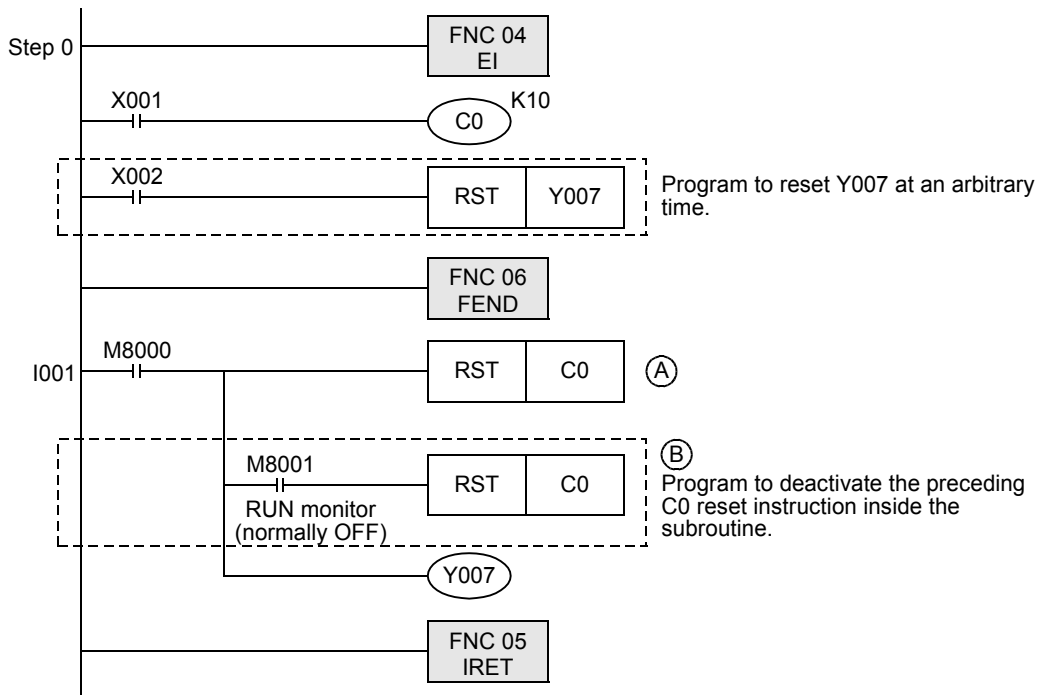 Step 0
FNC 04
EI
X001
C0
K10
X002
RST
Y007
Program to reset Y007 at an arbitrary
time.
FNC 06
FEND
I001
M8000
RST
C0
A
M8001
RUN monitor
(normally OFF)
RST
C0
B
Program to deactivate the preceding
C0 reset instruction inside the
subroutine.
Y007
FNC 05
IRET